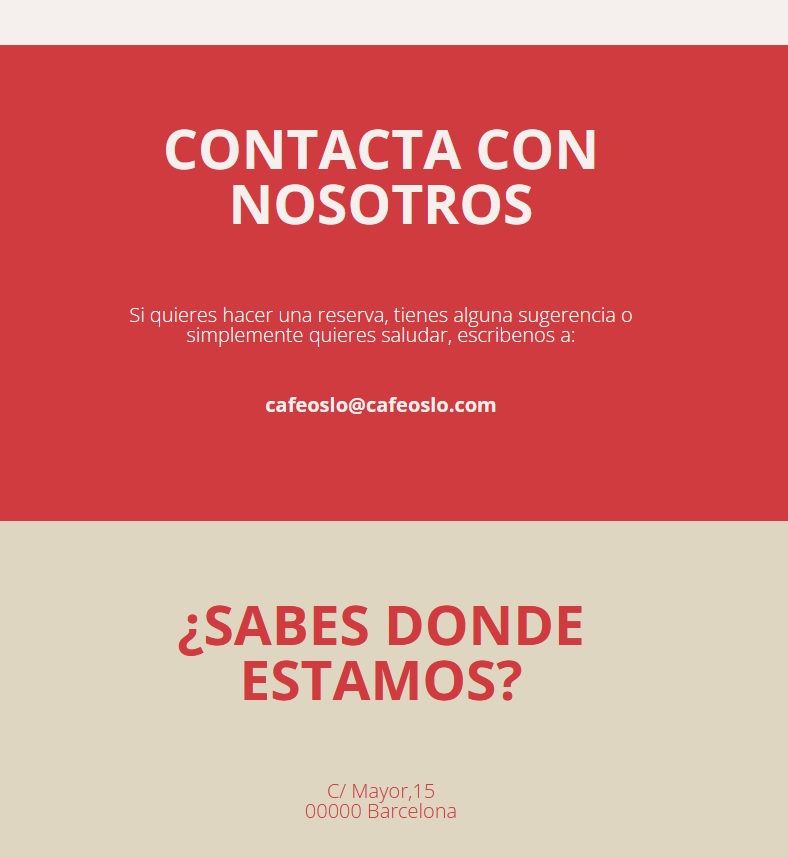 CONTACTA CON
NOSOTROS
Si quieres hacer una reserva, tienes alguna sugerencia o
simplemente quieres saludar, escribenos a:
cafeoslo@cafeoslo.com
¿SABES DONDE
ESTAMOS?
C/ Mayor,15
00000 Barcelona